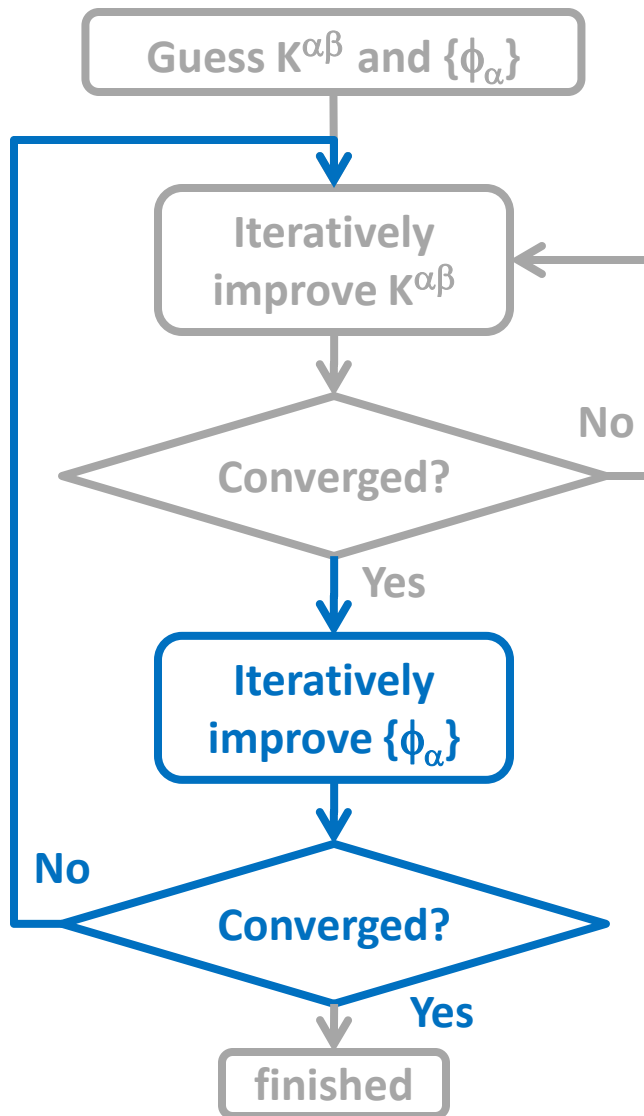 Guess K^αβ and {ϕ_α}
Iteratively
improve K^αβ
No
Converged?
Yes
Iteratively
improve {ϕ_α}
No
Converged?
Yes
finished